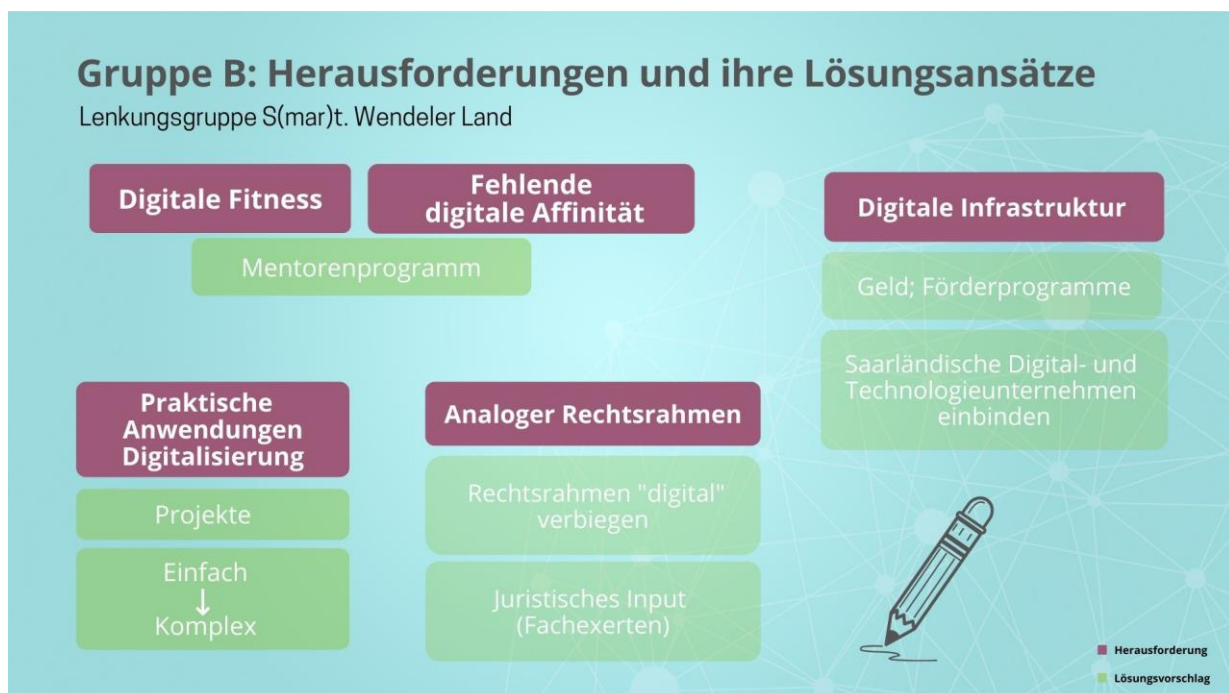 Gruppe B: Herausforderungen und ihre Lösungsansätze
Lenkungsgruppe S(mar)t. Wendeler Land
Digitale Fitness
Fehlende
digitale Affinität
Mentorenprogramm
Digitale Infrastruktur
Geld; Förderprogramme
Saarländische Digital- und
Technologieunternehmen
einbinden
Praktische
Anwendungen
Digitalisierung
Projekte
Einfach
↓
Komplex
Analoger Rechtsrahmen
Rechtsrahmen "digital"
verbiegen
Juristisches Input
(Fachexerten)
Herausforderung
Lösungsvorschlag